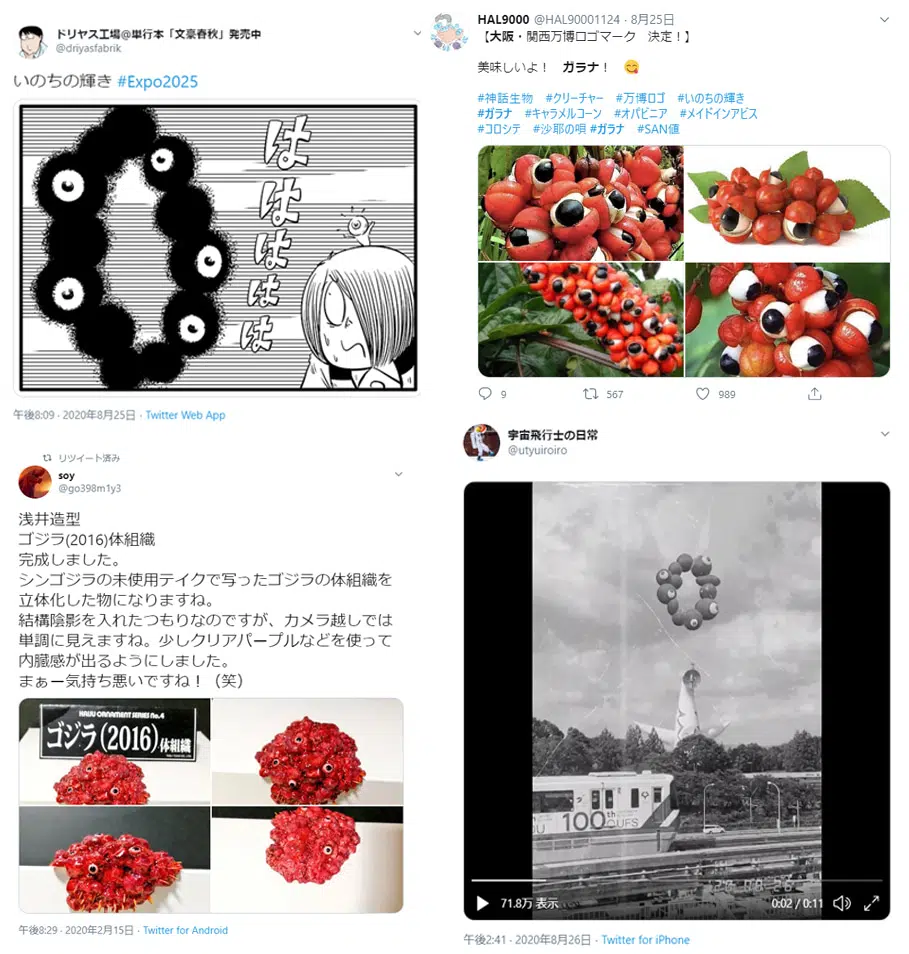 ドリヤス工場@単行本「文豪春秋」発売中
@driyasfabrik
いのちの輝き #Expo2025
は
は
は
は
は
午後8:09 · 2020年8月25日 · Twitter Web App
HAL9000 @HAL90001124 · 8月25日
【大阪・関西万博ロゴマーク　決定！】
美味しいよ！　ガラナ！ 😋
#神話生物　#クリーチャー　#万博ロゴ　#いのちの輝き
#ガラナ　#キャラメルコーン　#オパビニア　#メイドインアビス
#コロシテ　#沙耶の唄 #ガラナ　#SAN値
9 567 989
リツイート済み
soy
@go398m1y3
浅井造型
ゴジラ(2016)体組織
完成しました。
シンゴジラの未使用テイクで写ったゴジラの体組織を
立体化した物になりますね。
結構陰影を入れたつもりなのですが、カメラ越しでは
単調に見えますね。少しクリアパープルなどを使って
内臓感が出るようにしました。
まぁー気持ち悪いですね！（笑）
KAIJU ORNAMENT SERIES No.4
ゴジラ(2016)体組織
午後8:29 · 2020年2月15日 · Twitter for Android
宇宙飛行士の日常
@utyuiroiro
100th
OU
QUES
20 08 26
71.8万 表示
0:02 / 0:11
午後2:41 · 2020年8月26日 · Twitter for iPhone